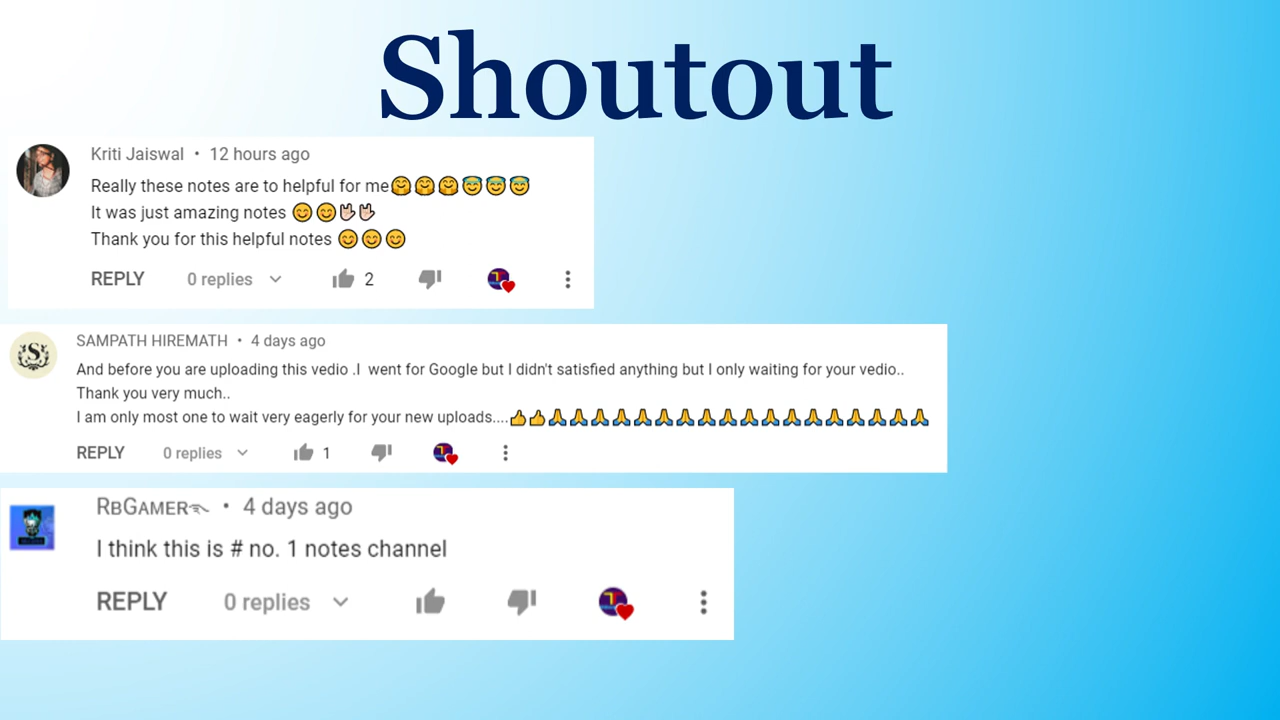 Shoutout
Kriti Jaiswal • 12 hours ago
Really these notes are to helpful for me🤗🤗🤗😇😇😇
It was just amazing notes 😊😊🤘🏻🤘🏻
Thank you for this helpful notes 😊😊😊
REPLY 0 replies 2
SAMPATH HIREMATH • 4 days ago
And before you are uploading this vedio .I went for Google but I didn't satisfied anything but I only waiting for your vedio..
Thank you very much..
I am only most one to wait very eagerly for your new uploads....👍👍🙏🙏🙏🙏🙏🙏🙏🙏🙏🙏🙏🙏🙏🙏🙏🙏🙏🙏
REPLY 0 replies 1
RʙGᴀᴍᴇʀ • 4 days ago
I think this is # no. 1 notes channel
REPLY 0 replies